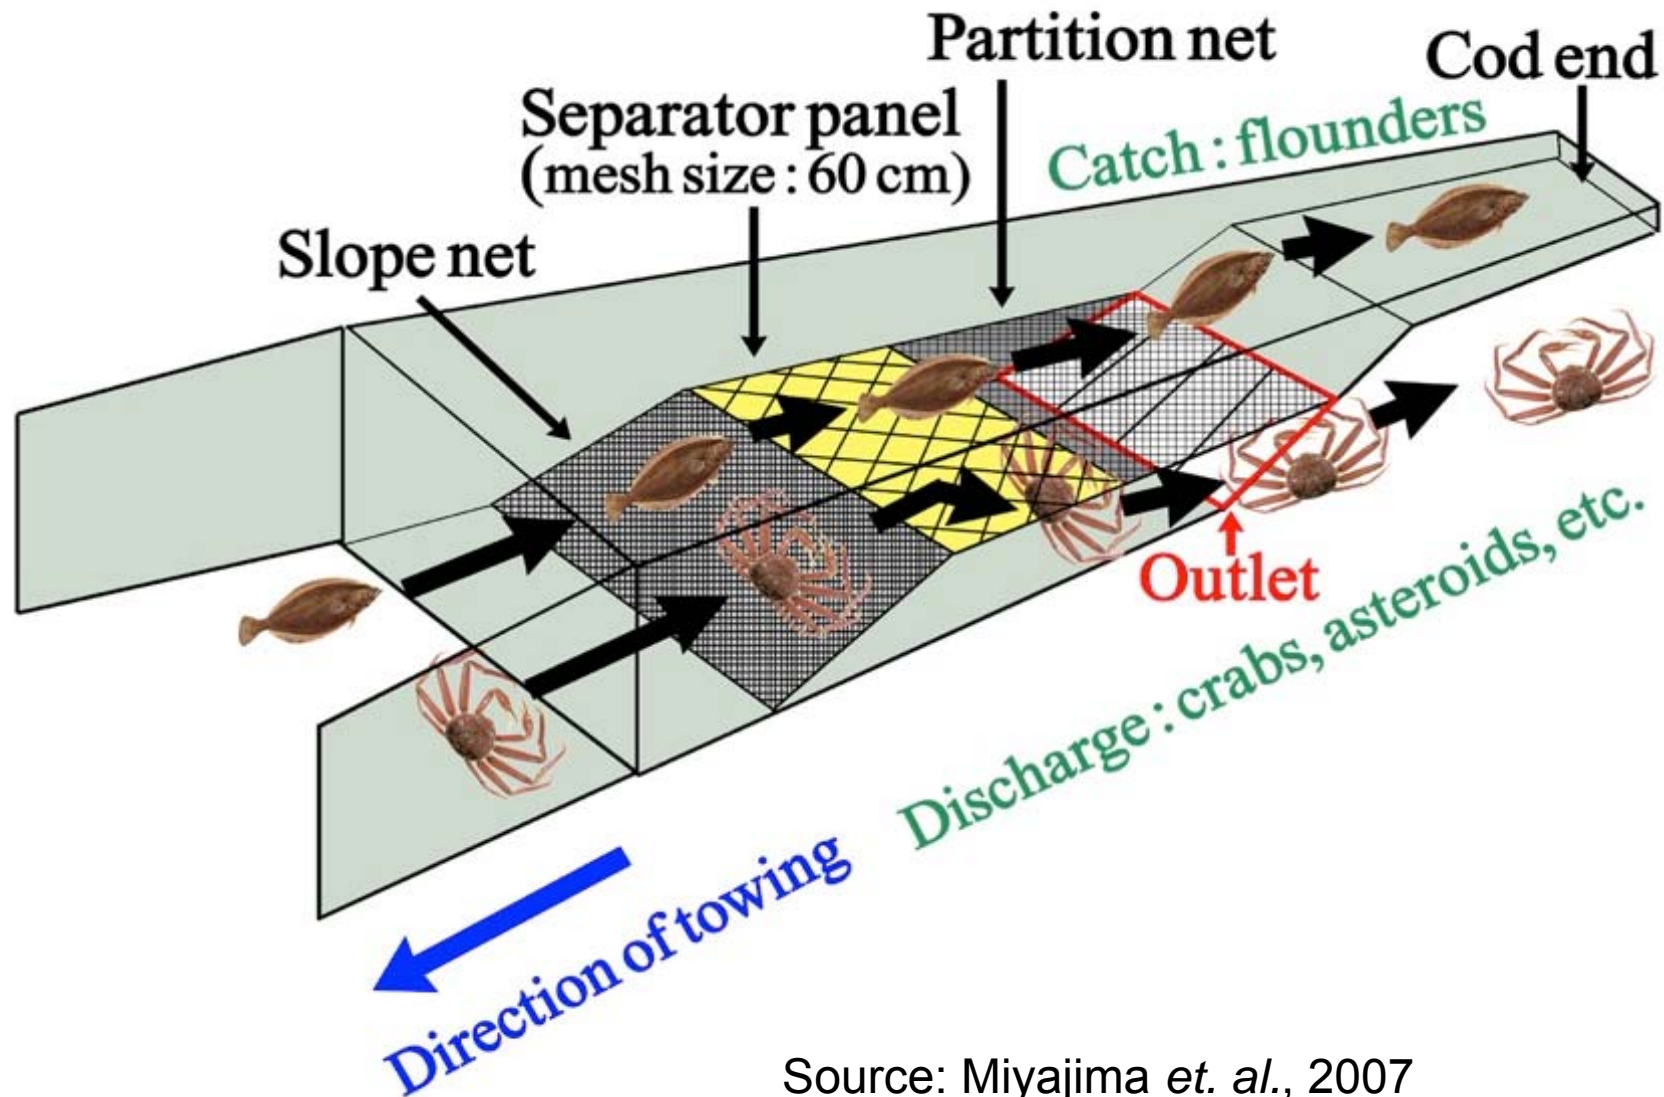 Partition net
Cod end
Separator panel
(mesh size : 60 cm)
Catch : flounders
Slope net
Outlet
Discharge : crabs, asteroids, etc.
Direction of towing
Source: Miyajima et. al., 2007